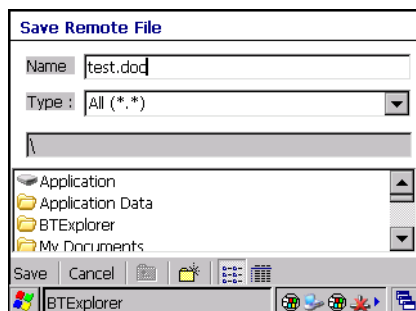 Save Remote File
Name test.doc
Type : All (*.*)
\
Application
Application Data
BTExplorer
My Documents
Save Cancel
BTExplorer